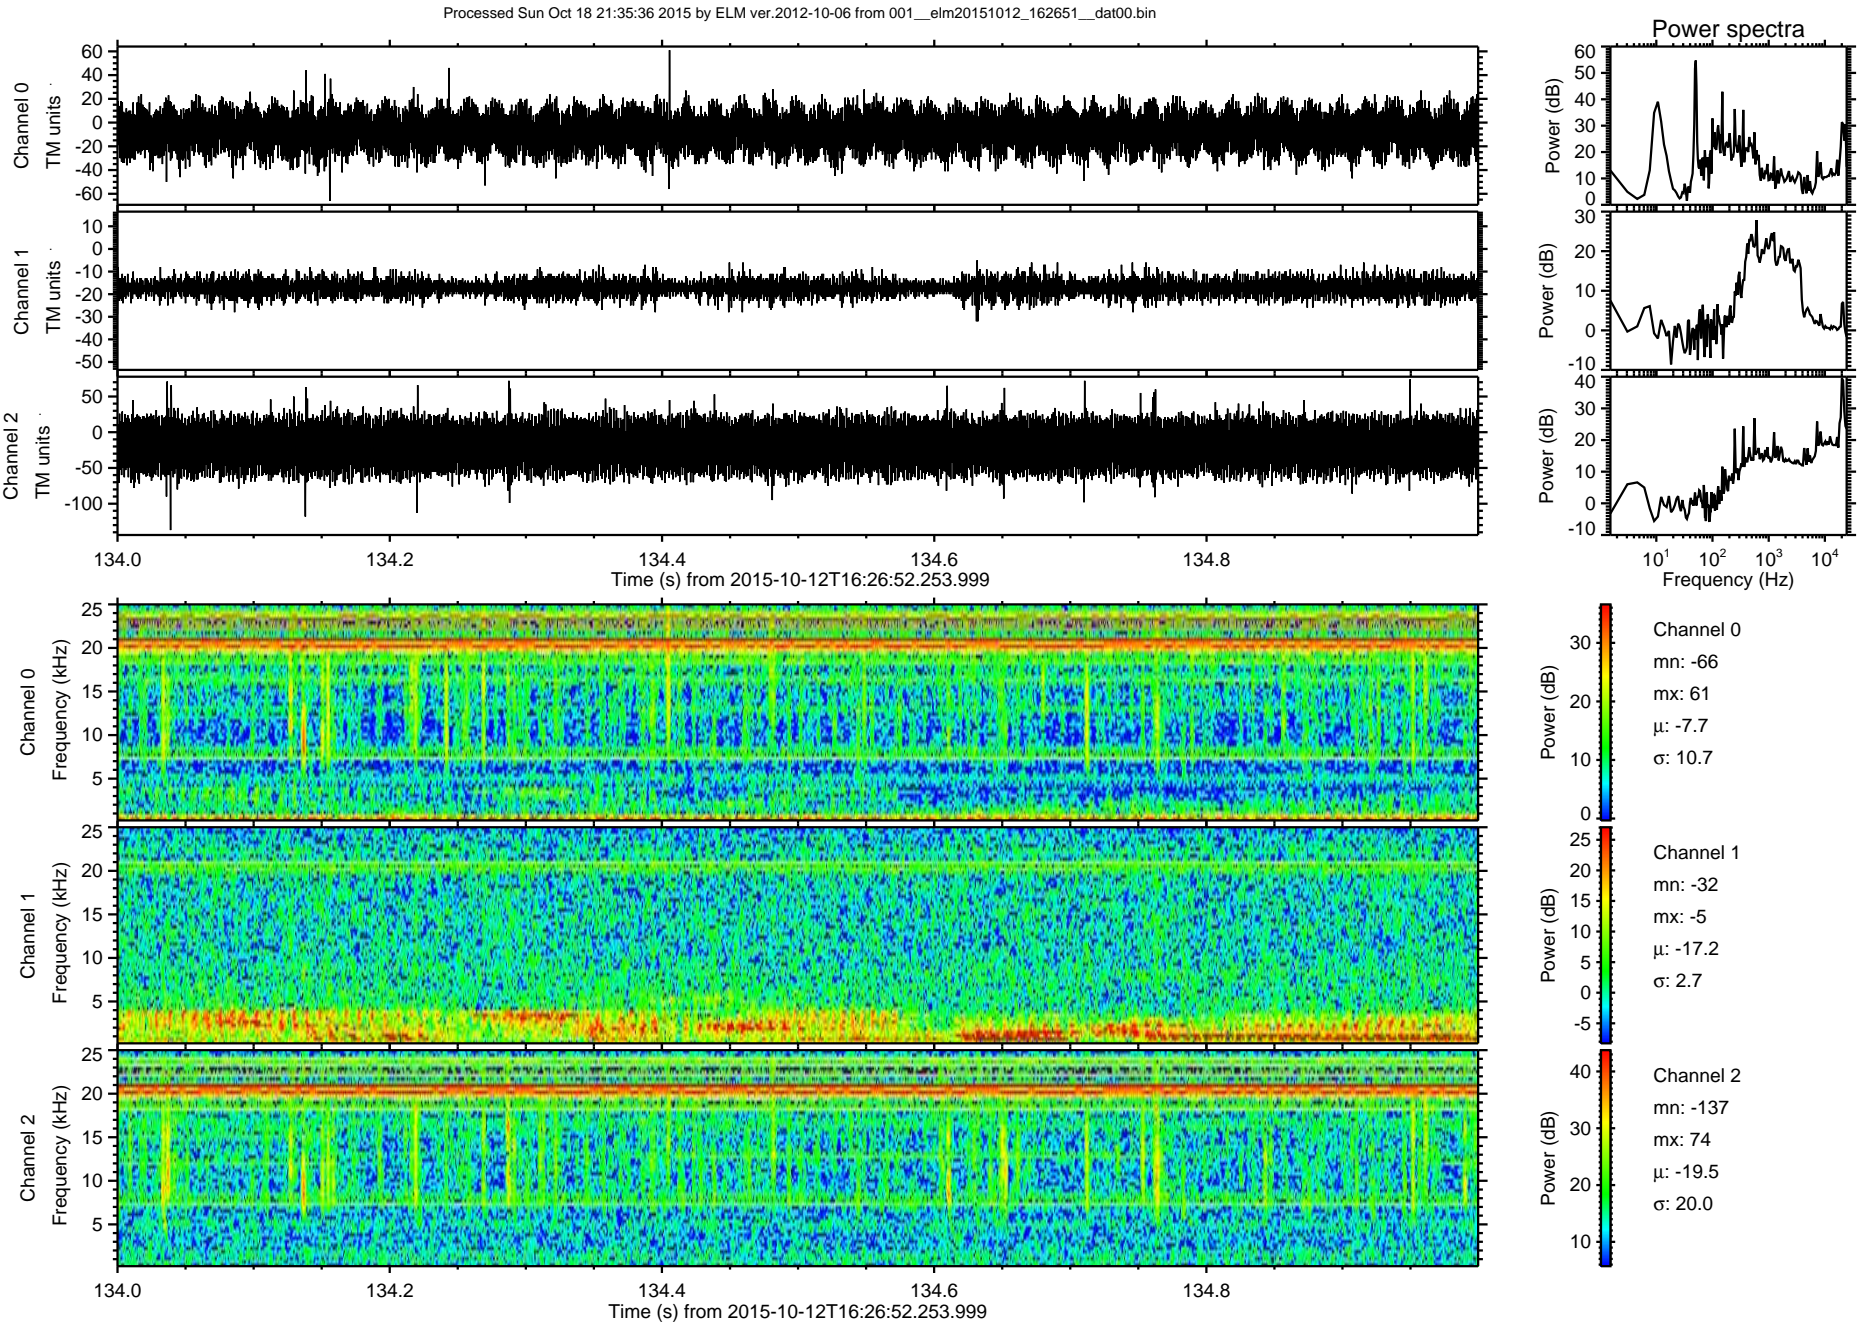 Processed Sun Oct 18 21:35:36 2015 by ELM ver.2012-10-06 from 001__elm20151012_162651__dat00.bin
Power spectra
Channel 0
TM units
60
40
20
0
-20
-40
-60
Power (dB)
60
50
40
30
20
10
0
Channel 1
TM units
10
0
-10
-20
-30
-40
-50
Power (dB)
30
20
10
0
-10
Channel 2
TM units
50
0
-50
-100
Power (dB)
40
30
20
10
0
-10
134.0 134.2 134.4 134.6 134.8
Time (s) from 2015-10-12T16:26:52.253.999
10^1 10^2 10^3 10^4
Frequency (Hz)
Channel 0
Frequency (kHz)
25
20
15
10
5
Power (dB)
30
20
10
0
Channel 0
mn: -66
mx: 61
μ: -7.7
σ: 10.7
Channel 1
Frequency (kHz)
25
20
15
10
5
Power (dB)
25
20
15
10
5
0
-5
Channel 1
mn: -32
mx: -5
μ: -17.2
σ: 2.7
Channel 2
Frequency (kHz)
25
20
15
10
5
Power (dB)
40
30
20
10
Channel 2
mn: -137
mx: 74
μ: -19.5
σ: 20.0
134.0 134.2 134.4 134.6 134.8
Time (s) from 2015-10-12T16:26:52.253.999